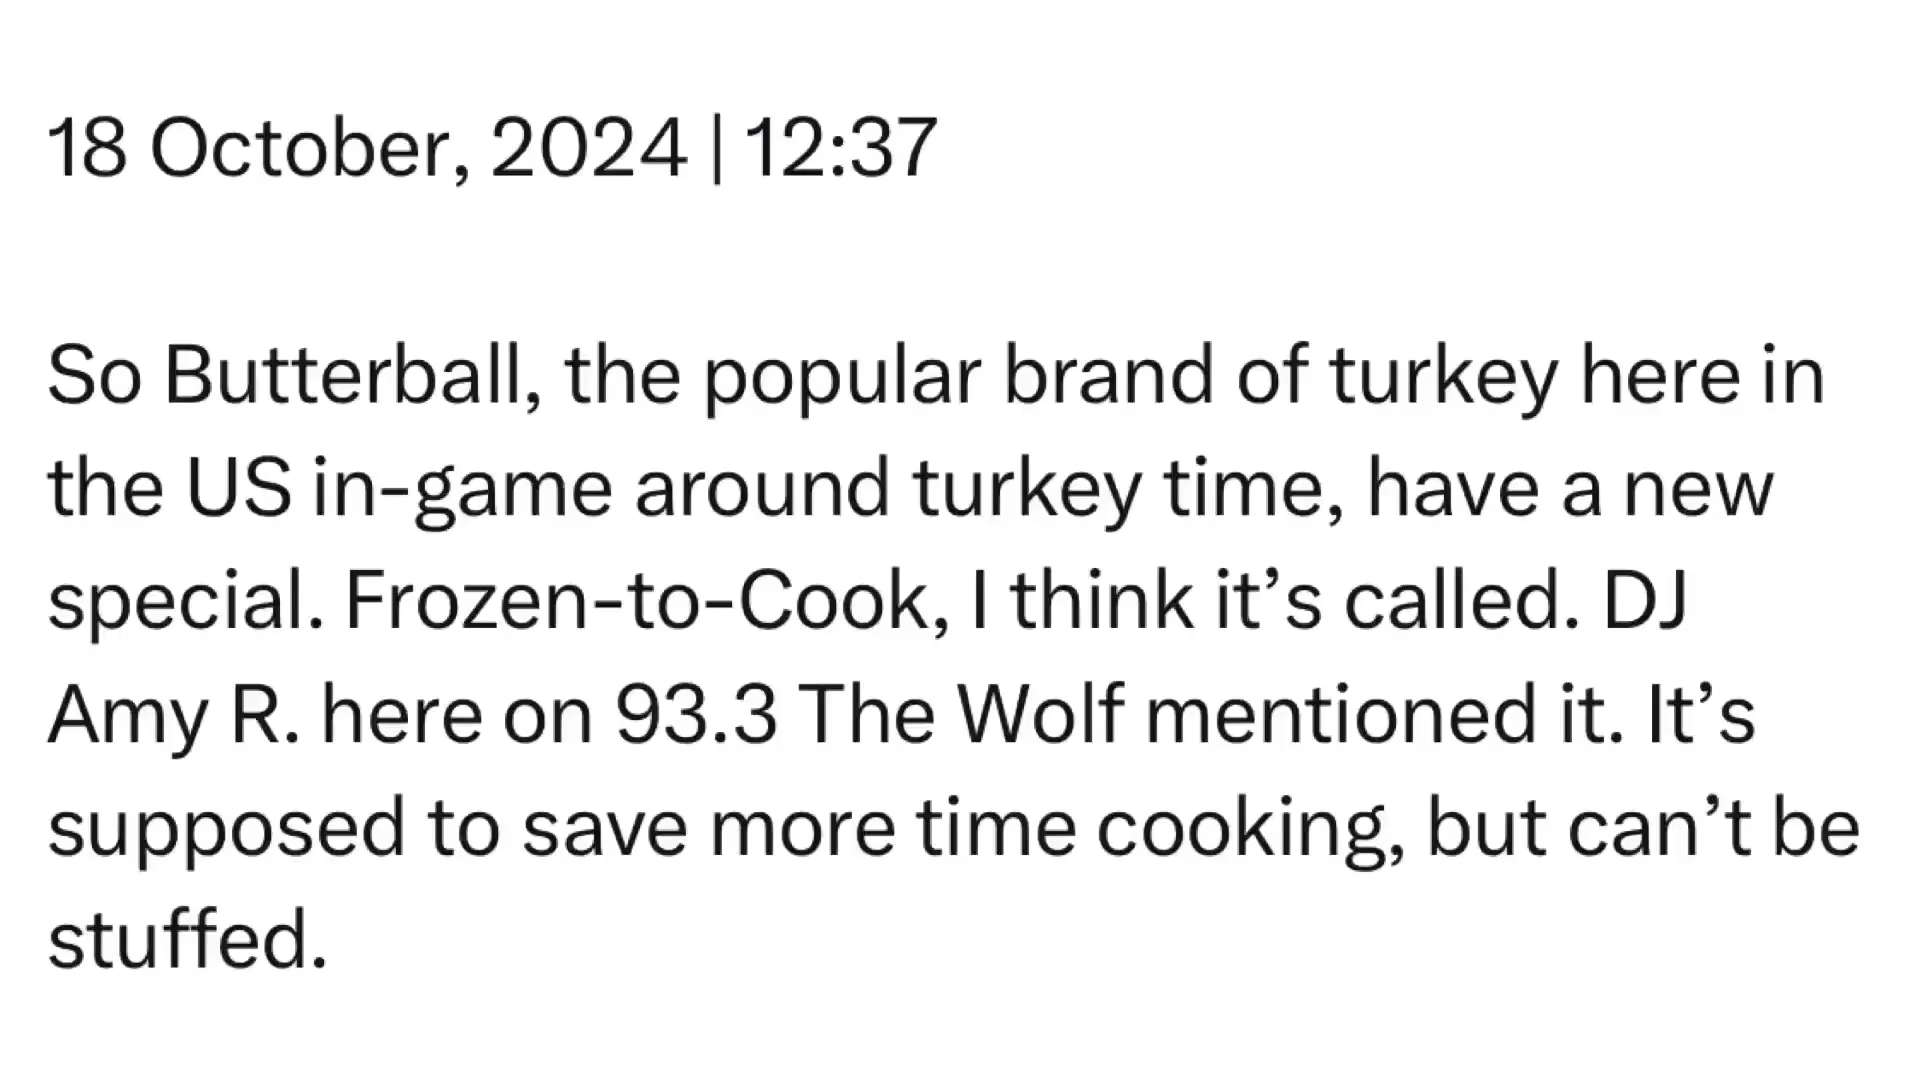 18 October, 2024 | 12:37
So Butterball, the popular brand of turkey here in
the US in-game around turkey time, have a new
special. Frozen-to-Cook, I think it’s called. DJ
Amy R. here on 93.3 The Wolf mentioned it. It’s
supposed to save more time cooking, but can’t be
stuffed.